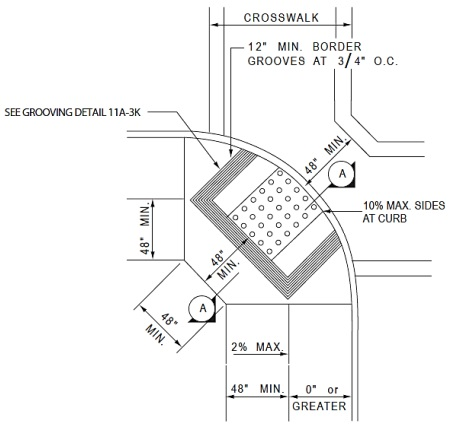 CROSSWALK
12" MIN. BORDER
GROOVES AT 3/4" O.C.
SEE GROOVING DETAIL 11A-3K
48" MIN.
A
10% MAX. SIDES
AT CURB
48" MIN.
48"
MIN.
A
48"
MIN.
2% MAX.
48" MIN.
0" or
GREATER